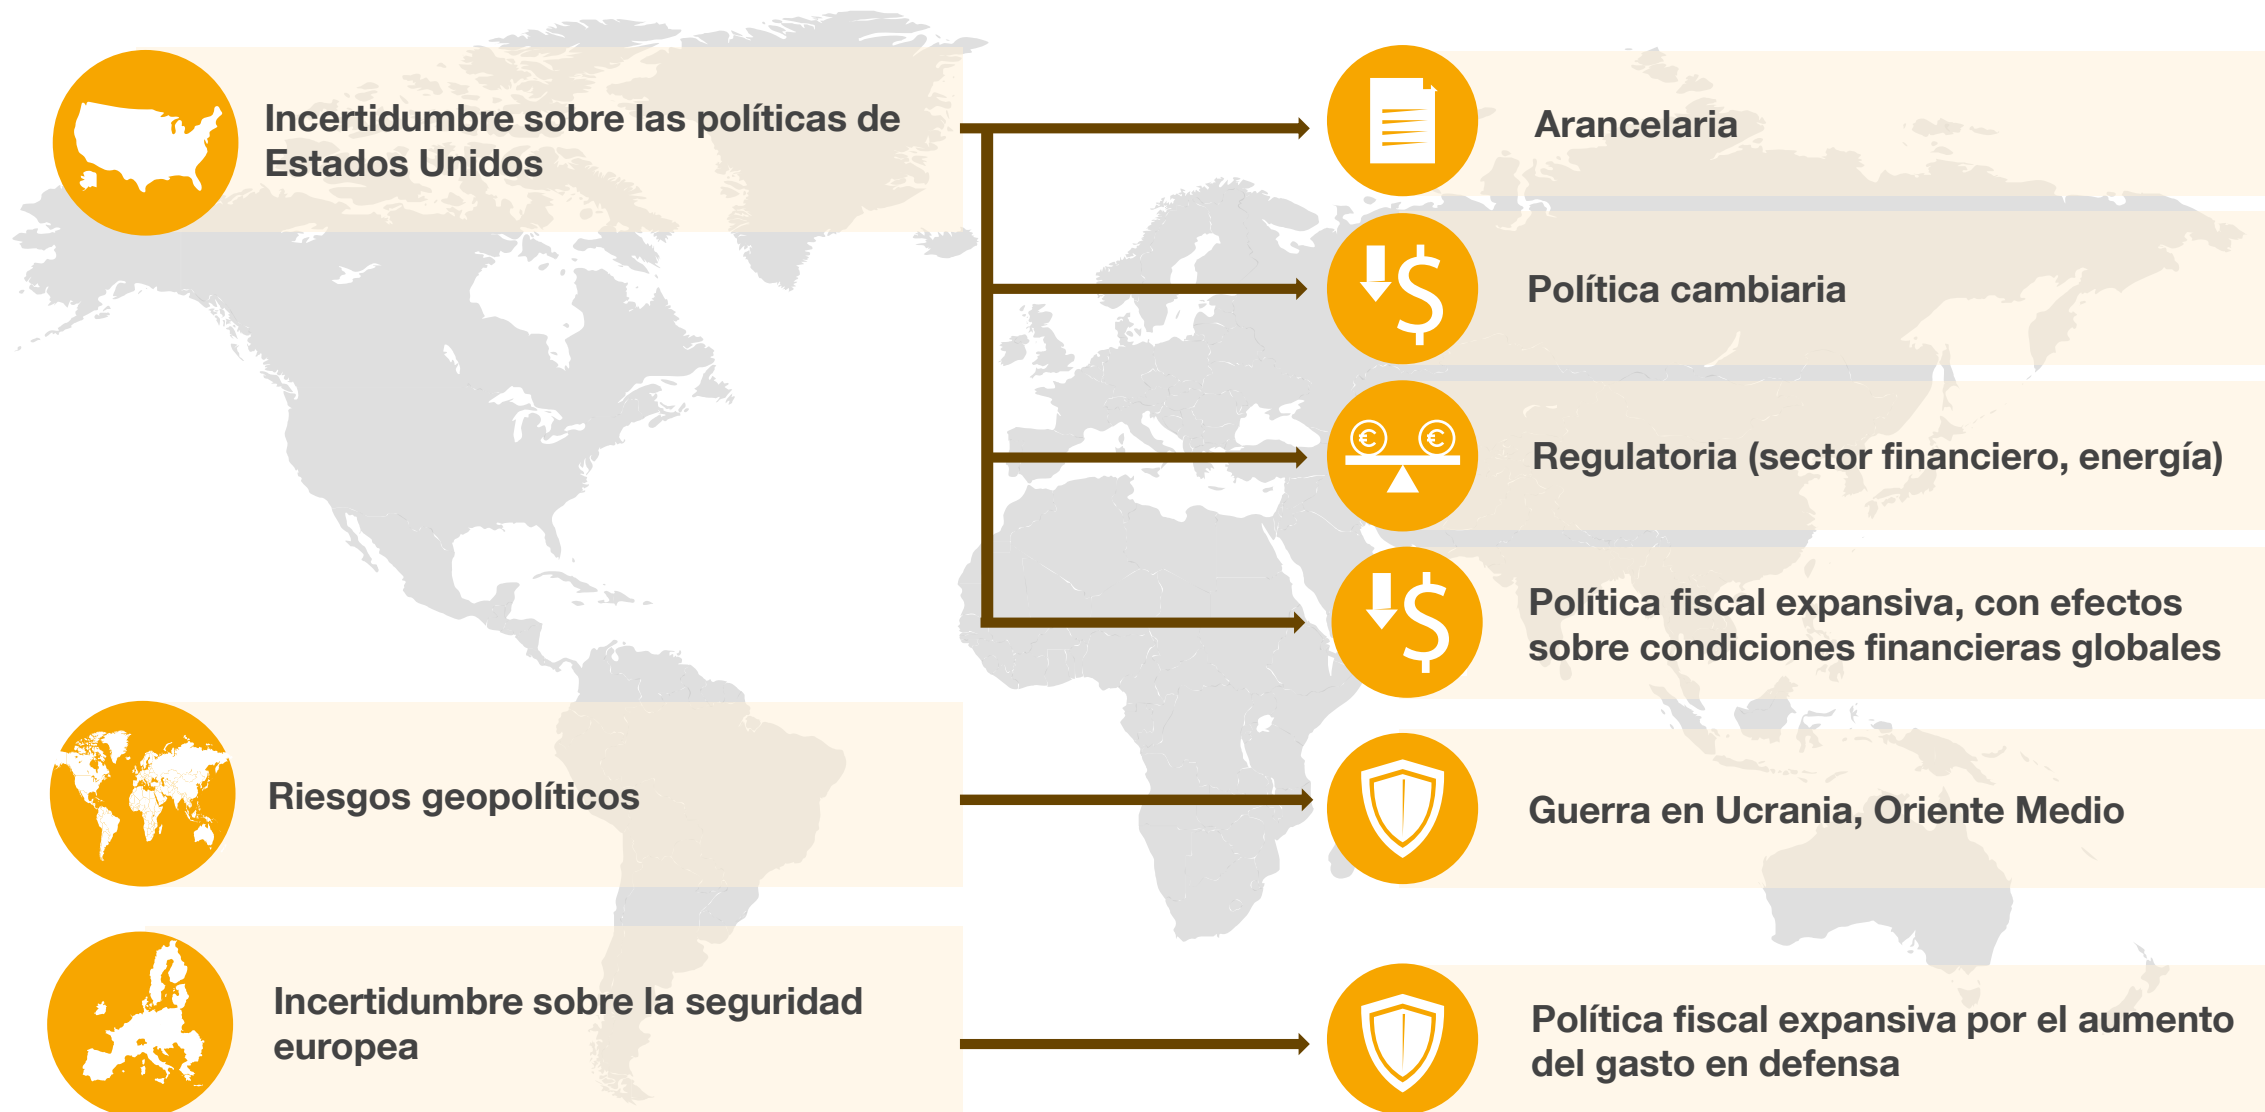 Incertidumbre sobre las políticas de
Estados Unidos
Arancelaria
Política cambiaria
Regulatoria (sector financiero, energía)
Política fiscal expansiva, con efectos
sobre condiciones financieras globales
Riesgos geopolíticos
Guerra en Ucrania, Oriente Medio
Incertidumbre sobre la seguridad
europea
Política fiscal expansiva por el aumento
del gasto en defensa